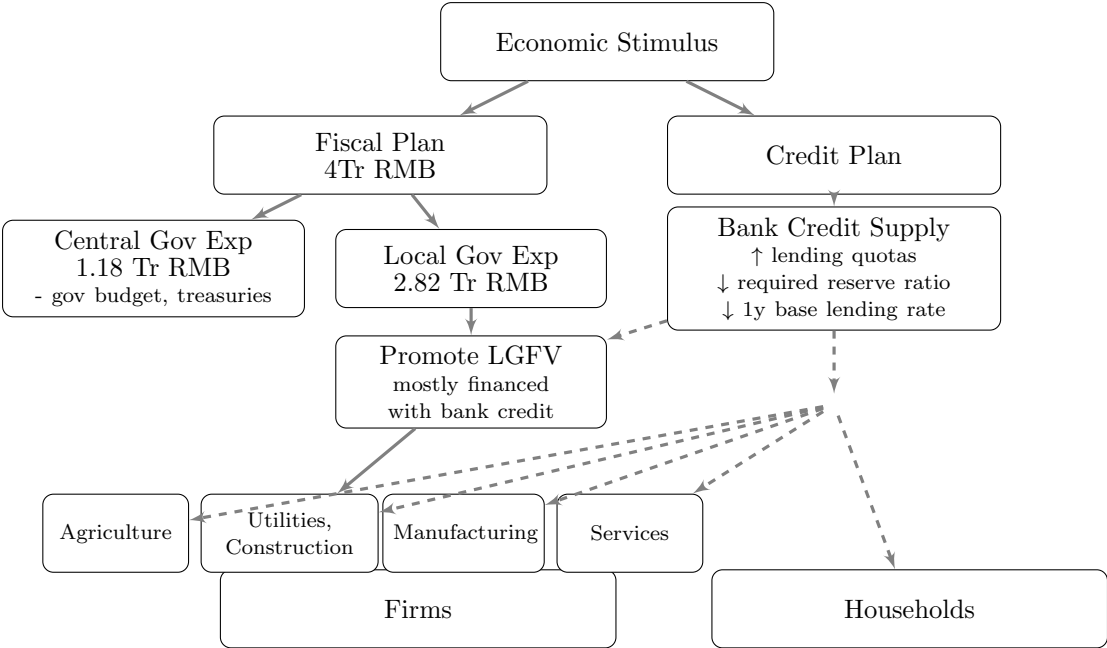 Economic Stimulus
Fiscal Plan
4Tr RMB
Credit Plan
Central Gov Exp
1.18 Tr RMB
- gov budget, treasuries
Local Gov Exp
2.82 Tr RMB
Bank Credit Supply
↑ lending quotas
↓ required reserve ratio
↓ 1y base lending rate
Promote LGFV
mostly financed
with bank credit
Agriculture
Utilities,
Construction
Manufacturing
Services
Firms
Households